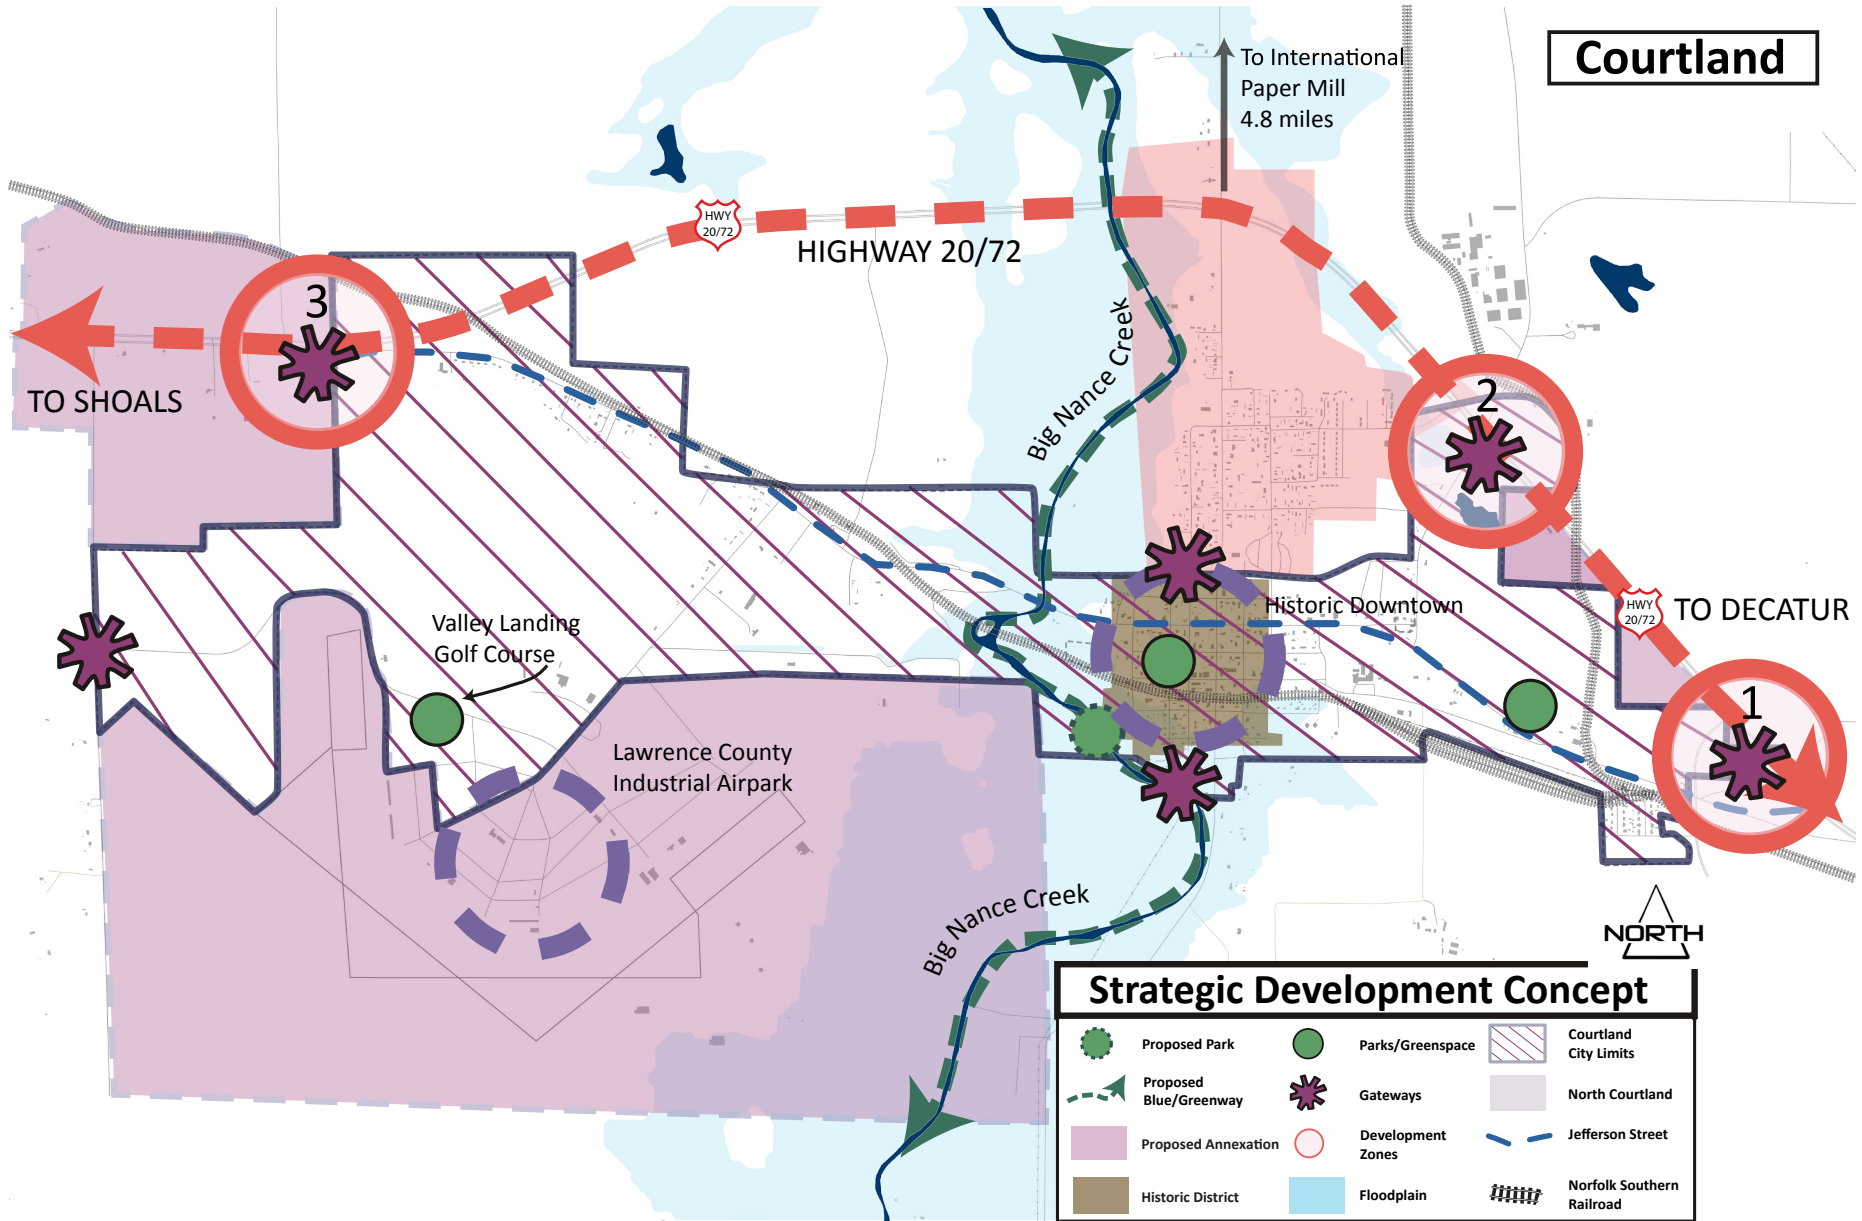 Courtland
To International
Paper Mill
4.8 miles
HWY
20/72
HIGHWAY 20/72
3
TO SHOALS
Big Nance Creek
2
Historic Downtown
HWY
20/72
TO DECATUR
Valley Landing
Golf Course
1
Lawrence County
Industrial Airpark
Big Nance Creek
NORTH
Strategic Development Concept
Proposed Park
Parks/Greenspace
Courtland
City Limits
Proposed
Blue/Greenway
Gateways
North Courtland
Proposed Annexation
Development
Zones
Jefferson Street
Historic District
Floodplain
Norfolk Southern
Railroad